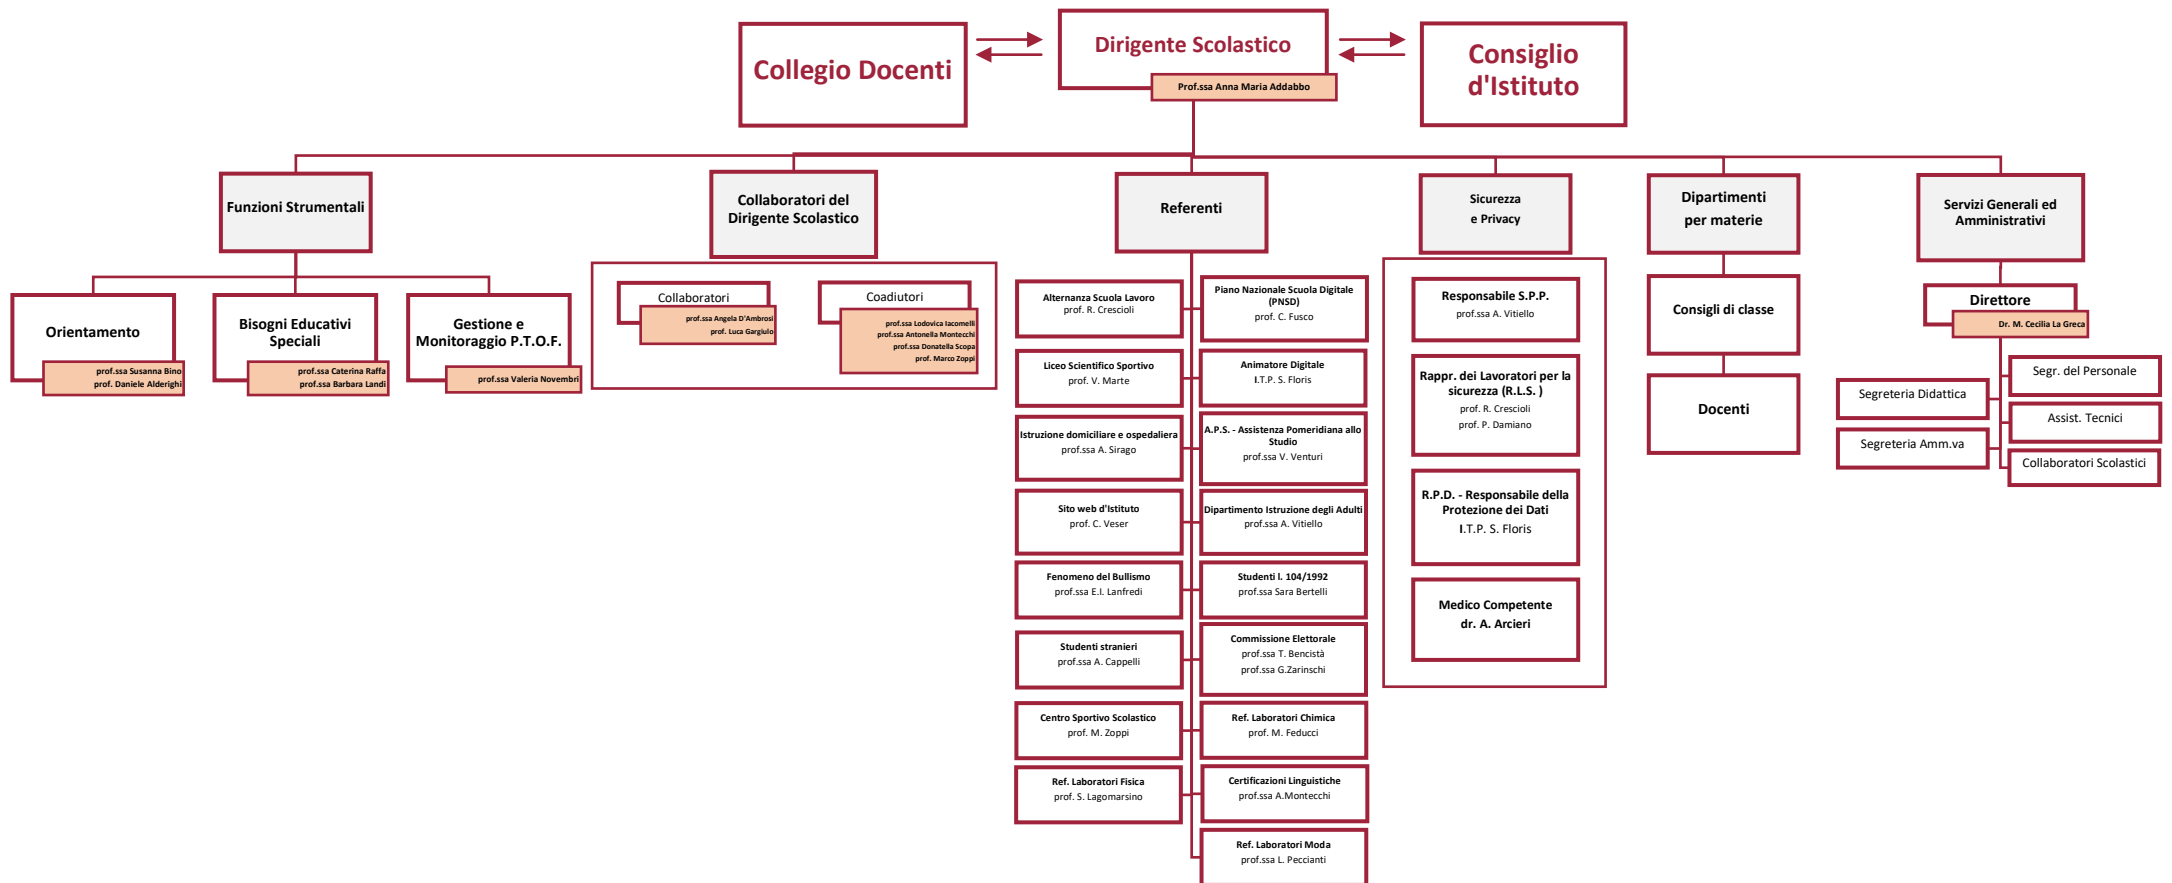 Collegio Docenti
Dirigente Scolastico
Prof.ssa Anna Maria Addabbo
Consiglio
d'Istituto
Funzioni Strumentali
Collaboratori del
Dirigente Scolastico
Referenti
Sicurezza
e Privacy
Dipartimenti
per materie
Servizi Generali ed
Amministrativi
Orientamento
prof.ssa Susanna Bino
prof. Daniele Alderighi
Bisogni Educativi
Speciali
prof.ssa Caterina Raffa
prof.ssa Barbara Landi
Gestione e
Monitoraggio P.T.O.F.
prof.ssa Valeria Novembri
Collaboratori
prof.ssa Angela D'Ambrosi
prof. Luca Gargiulo
Coadiutori
prof.ssa Lodovica Iacomelli
prof.ssa Antonella Montecchi
prof.ssa Donatella Scopa
prof. Marco Zoppi
Alternanza Scuola Lavoro
prof. R. Crescioli
Piano Nazionale Scuola Digitale
(PNSD)
prof. C. Fusco
Liceo Scientifico Sportivo
prof. V. Marte
Animatore Digitale
I.T.P. S. Floris
Istruzione domiciliare e ospedaliera
prof.ssa A. Sirago
A.P.S. - Assistenza Pomeridiana allo
Studio
prof.ssa V. Venturi
Sito web d'Istituto
prof. C. Veser
Dipartimento Istruzione degli Adulti
prof.ssa A. Vitiello
Fenomeno del Bullismo
prof.ssa E.I. Lanfredi
Studenti l. 104/1992
prof.ssa Sara Bertelli
Studenti stranieri
prof.ssa A. Cappelli
Commissione Elettorale
prof.ssa T. Bencistà
prof.ssa G.Zarinschi
Centro Sportivo Scolastico
prof. M. Zoppi
Ref. Laboratori Chimica
prof. M. Feducci
Ref. Laboratori Fisica
prof. S. Lagomarsino
Certificazioni Linguistiche
prof.ssa A.Montecchi
Ref. Laboratori Moda
prof.ssa L. Peccianti
Responsabile S.P.P.
prof.ssa A. Vitiello
Rappr. dei Lavoratori per la
sicurezza (R.L.S. )
prof. R. Crescioli
prof. P. Damiano
R.P.D. - Responsabile della
Protezione dei Dati
I.T.P. S. Floris
Medico Competente
dr. A. Arcieri
Consigli di classe
Docenti
Direttore
Dr. M. Cecilia La Greca
Segr. del Personale
Segreteria Didattica
Assist. Tecnici
Segreteria Amm.va
Collaboratori Scolastici